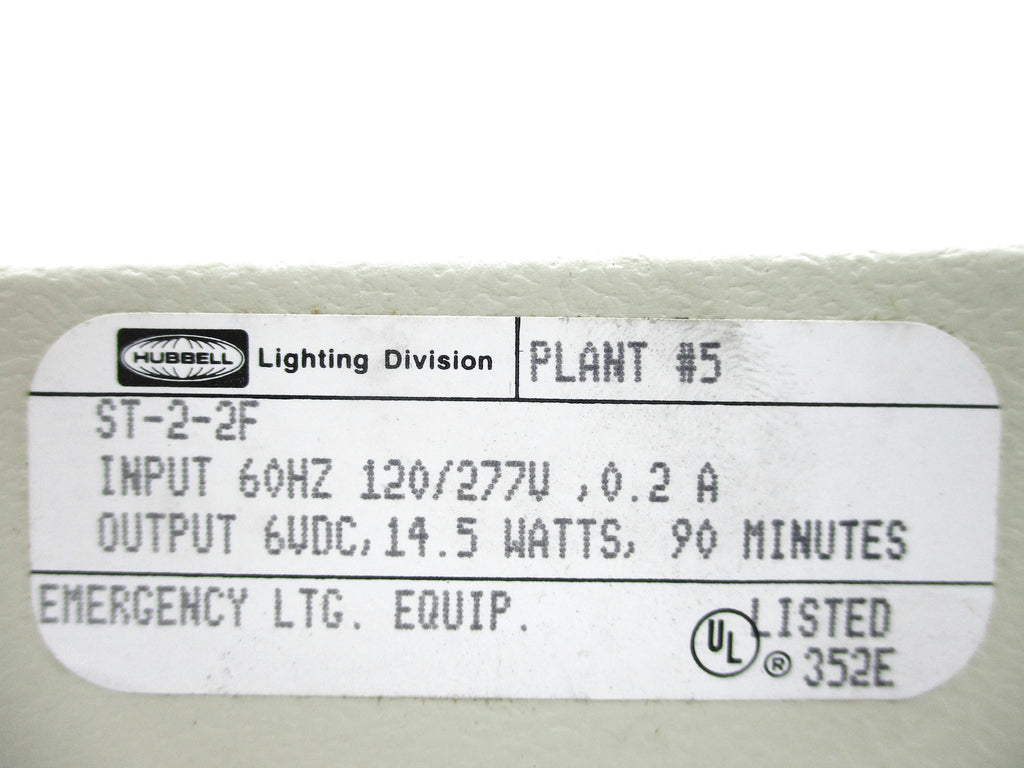 HUBBELL Lighting Division PLANT #5
ST-2-2F
INPUT 60HZ 120/277V ,0.2 A
OUTPUT 6VDC,14.5 WATTS, 90 MINUTES
EMERGENCY LTG. EQUIP.
UL ® LISTED
352E